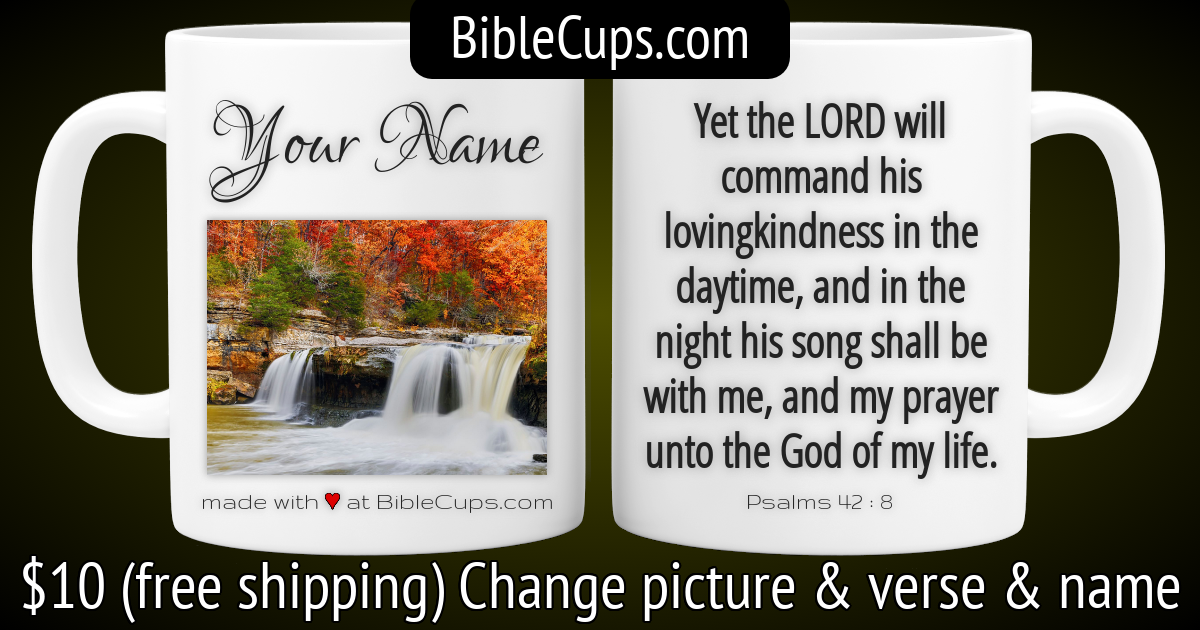 BibleCups.com
Your Name
made with ♥ at BibleCups.com
Yet the LORD will
command his
lovingkindness in the
daytime, and in the
night his song shall be
with me, and my prayer
unto the God of my life.
Psalms 42 : 8
$10 (free shipping) Change picture & verse & name